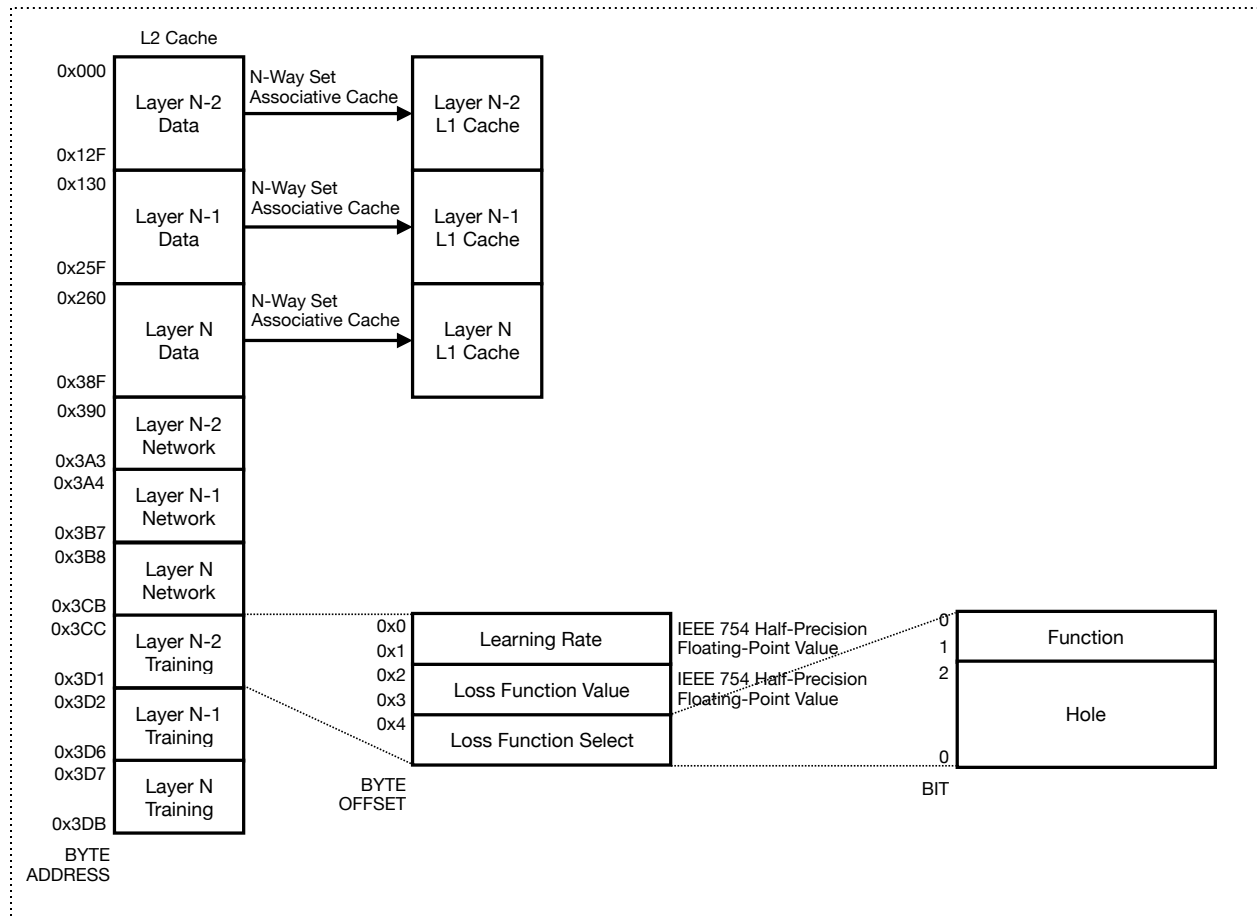 L2 Cache
0x000
Layer N-2
Data
0x12F
N-Way Set
Associative Cache
Layer N-2
L1 Cache
0x130
Layer N-1
Data
0x25F
N-Way Set
Associative Cache
Layer N-1
L1 Cache
0x260
Layer N
Data
0x38F
N-Way Set
Associative Cache
Layer N
L1 Cache
0x390
Layer N-2
Network
0x3A3
0x3A4
Layer N-1
Network
0x3B7
0x3B8
Layer N
Network
0x3CB
0x3CC
Layer N-2
Training
0x3D1
0x3D2
Layer N-1
Training
0x3D6
0x3D7
Layer N
Training
0x3DB
BYTE
ADDRESS
0x0
0x1
Learning Rate
IEEE 754 Half-Precision
Floating-Point Value
0x2
0x3
Loss Function Value
IEEE 754 Half-Precision
Floating-Point Value
0x4
Loss Function Select
BYTE
OFFSET
0
1
Function
2
Hole
0
BIT